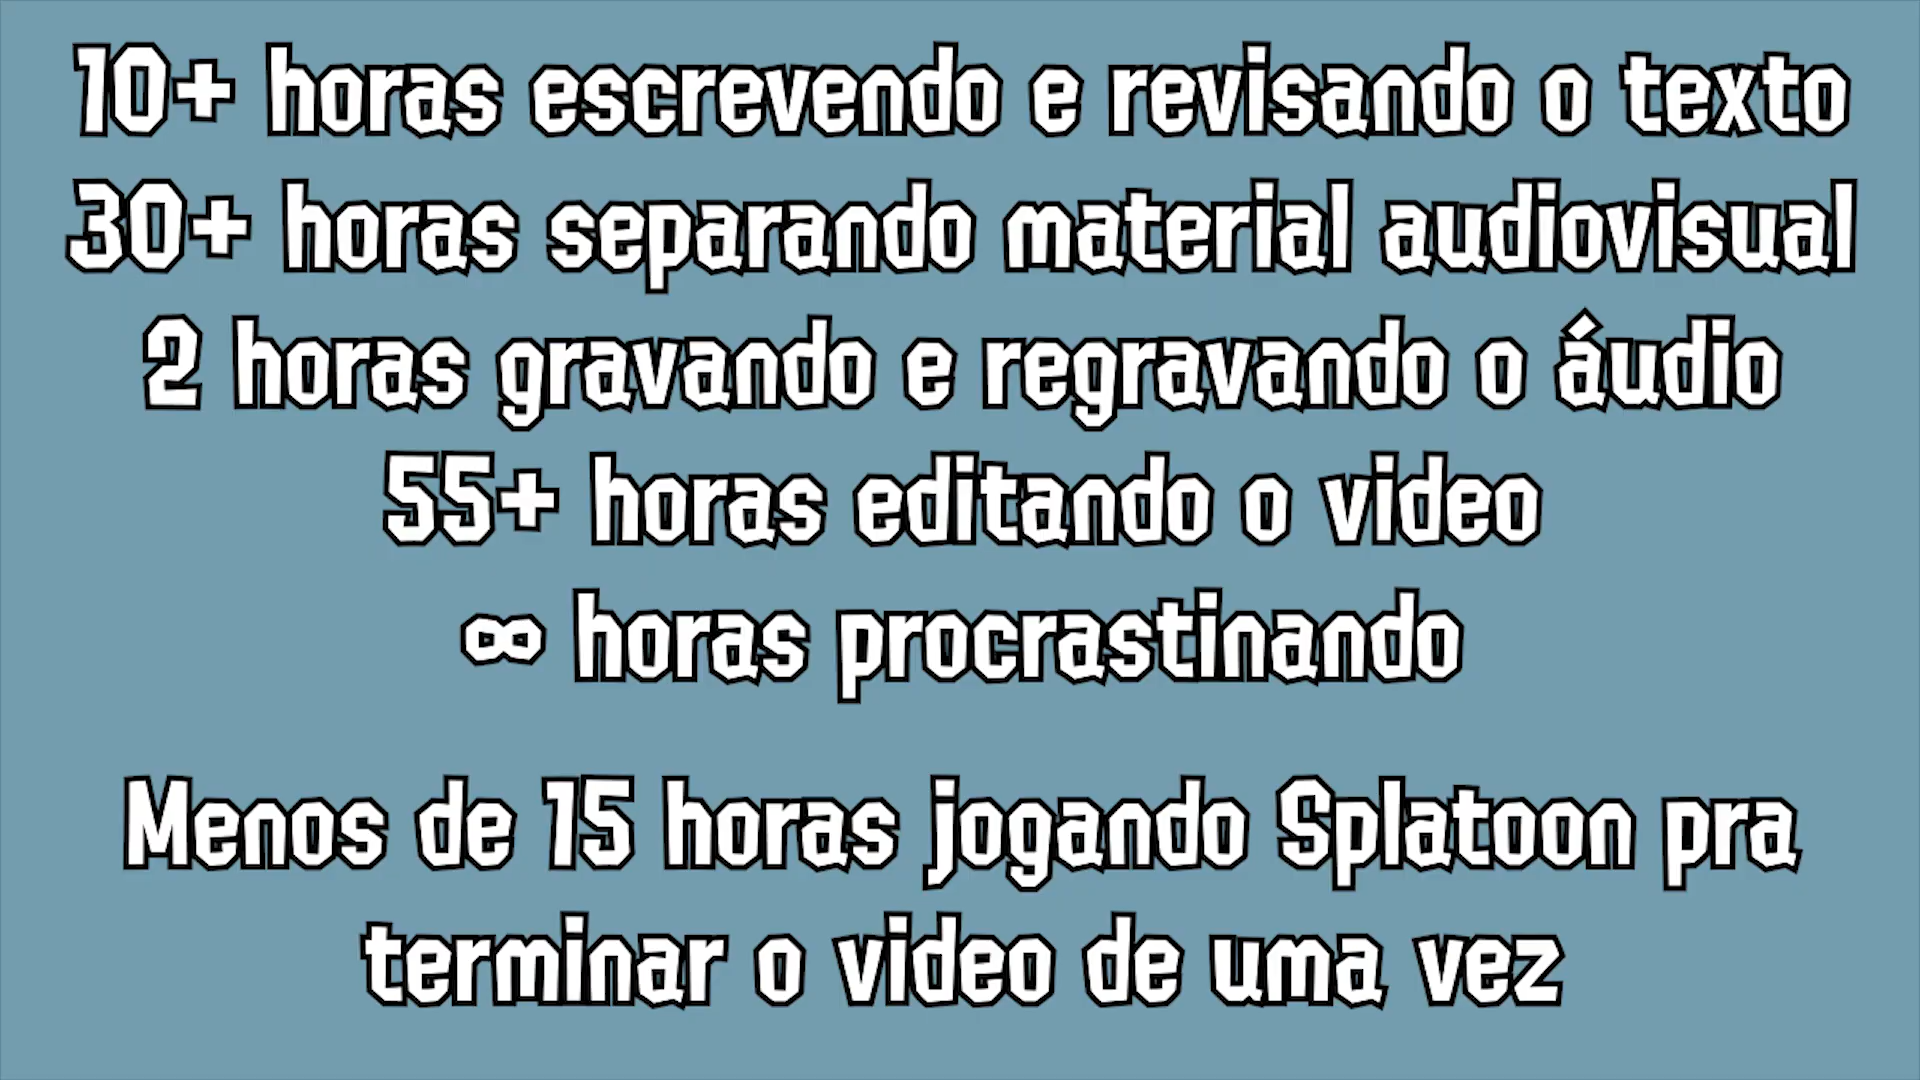 10+ horas escrevendo e revisando o texto
30+ horas separando material audiovisual
2 horas gravando e regravando o áudio
55+ horas editando o video
∞ horas procrastinando
Menos de 15 horas jogando Splatoon pra
terminar o video de uma vez